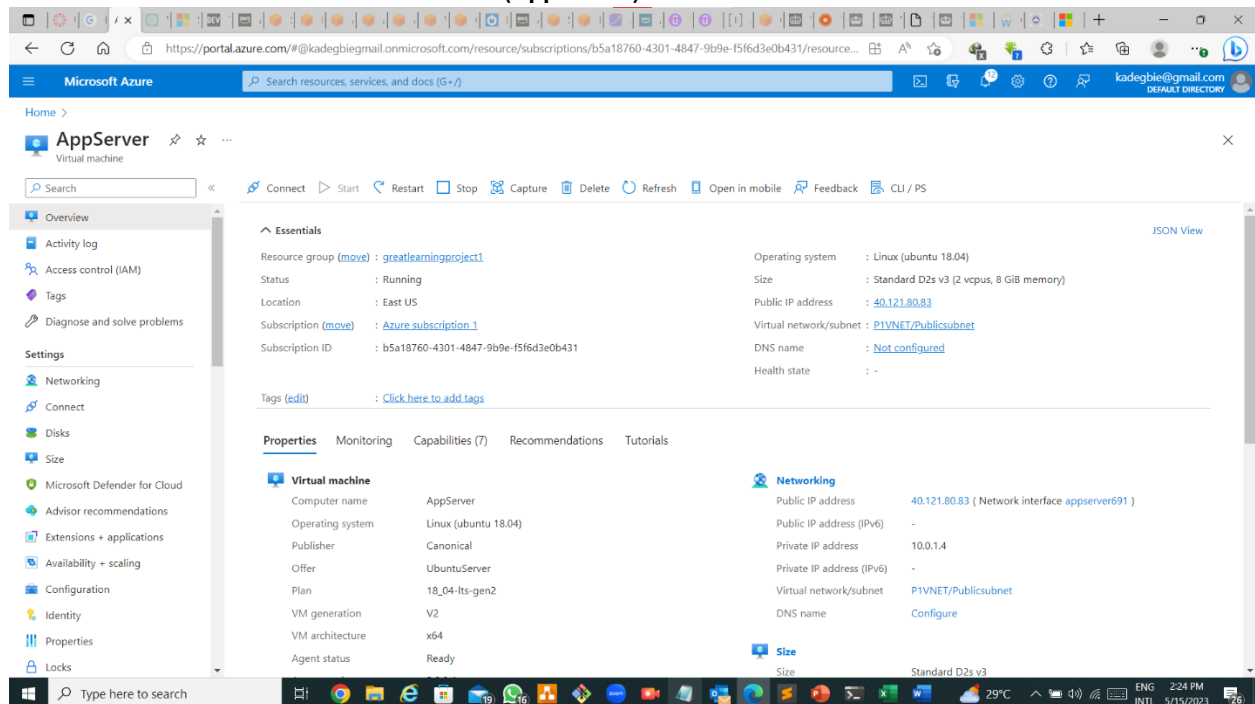 https://portal.azure.com/#@kadegbiegmail.onmicrosoft.com/resource/subscriptions/b5a18760-4301-4847-9b9e-f5f6d3e0b431/resource...
Microsoft Azure
Search resources, services, and docs (G+/)
12
kadegbie@gmail.com
DEFAULT DIRECTORY
Home >
AppServer
Virtual machine
Search
Connect Start Restart Stop Capture Delete Refresh Open in mobile Feedback CLI / PS
Overview
Activity log
Access control (IAM)
Tags
Diagnose and solve problems
Settings
Networking
Connect
Disks
Size
Microsoft Defender for Cloud
Advisor recommendations
Extensions + applications
Availability + scaling
Configuration
Identity
Properties
Locks
Essentials
JSON View
Resource group (move) : greatlearningproject1
Status : Running
Location : East US
Subscription (move) : Azure subscription 1
Subscription ID : b5a18760-4301-4847-9b9e-f5f6d3e0b431
Operating system : Linux (ubuntu 18.04)
Size : Standard D2s v3 (2 vcpus, 8 GiB memory)
Public IP address : 40.121.80.83
Virtual network/subnet : P1VNET/Publicsubnet
DNS name : Not configured
Health state : -
Tags (edit) : Click here to add tags
Properties Monitoring Capabilities (7) Recommendations Tutorials
Virtual machine
Computer name AppServer
Operating system Linux (ubuntu 18.04)
Publisher Canonical
Offer UbuntuServer
Plan 18_04-lts-gen2
VM generation V2
VM architecture x64
Agent status Ready
Networking
Public IP address 40.121.80.83 ( Network interface appserver691 )
Public IP address (IPv6) -
Private IP address 10.0.1.4
Private IP address (IPv6) -
Virtual network/subnet P1VNET/Publicsubnet
DNS name Configure
Size
Size Standard D2s v3
Type here to search
19
16
29°C
ENG
INTL
2:24 PM
5/15/2023
26